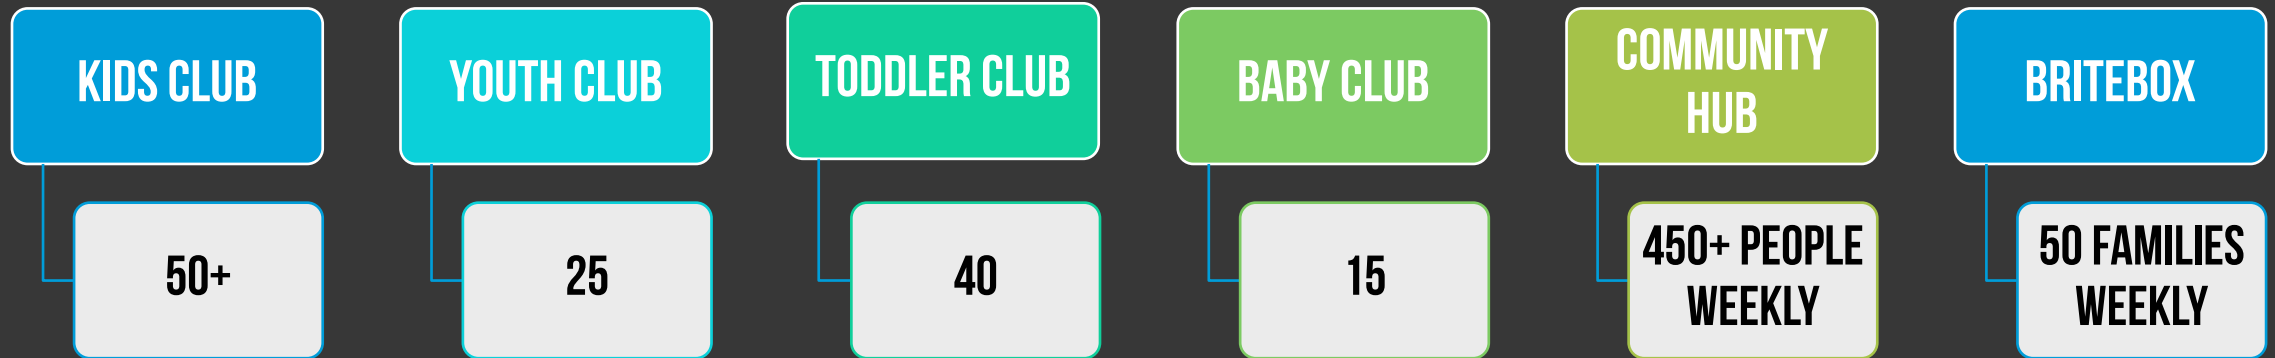 KIDS CLUB
50+
YOUTH CLUB
25
TODDLER CLUB
40
BABY CLUB
15
COMMUNITY
HUB
450+ PEOPLE
WEEKLY
BRITEBOX
50 FAMILIES
WEEKLY